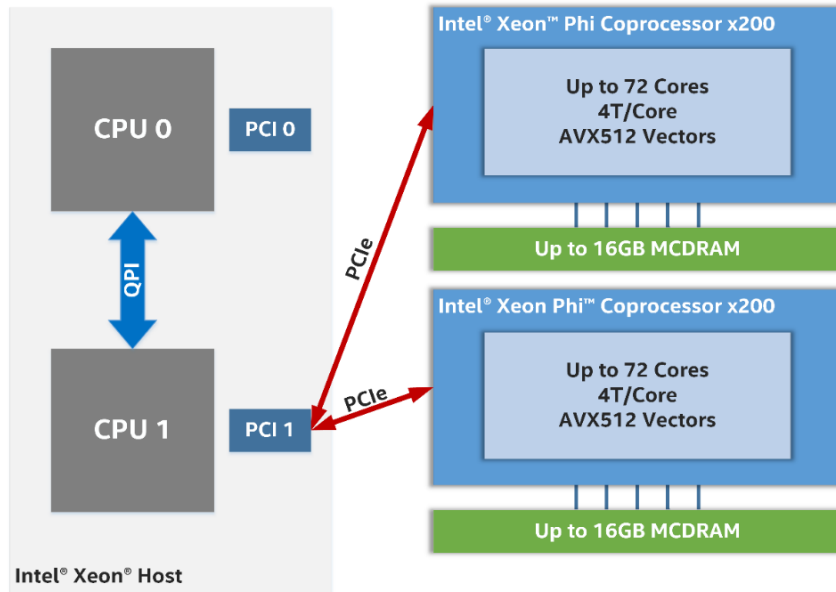 CPU 0
PCI 0
QPI
CPU 1
PCI 1
Intel® Xeon® Host
PCIe
PCIe
Intel® Xeon™ Phi Coprocessor x200
Up to 72 Cores
4T/Core
AVX512 Vectors
Up to 16GB MCDRAM
Intel® Xeon Phi™ Coprocessor x200
Up to 72 Cores
4T/Core
AVX512 Vectors
Up to 16GB MCDRAM